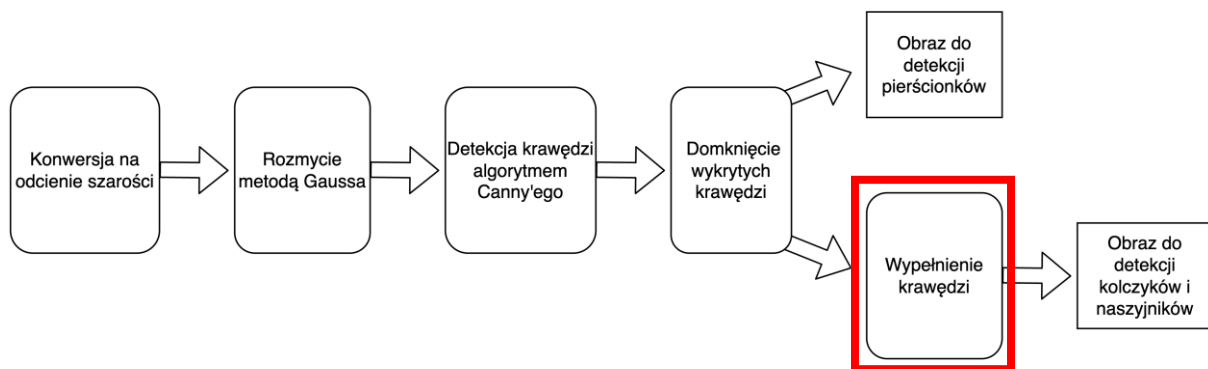 Konwersja na
odcienie szarości
Rozmycie
metodą Gaussa
Detekcja krawędzi
algorytmem
Canny'ego
Domknięcie
wykrytych
krawędzi
Obraz do
detekcji
pierścionków
Wypełnienie
krawędzi
Obraz do
detekcji
kolczyków i
naszyjników